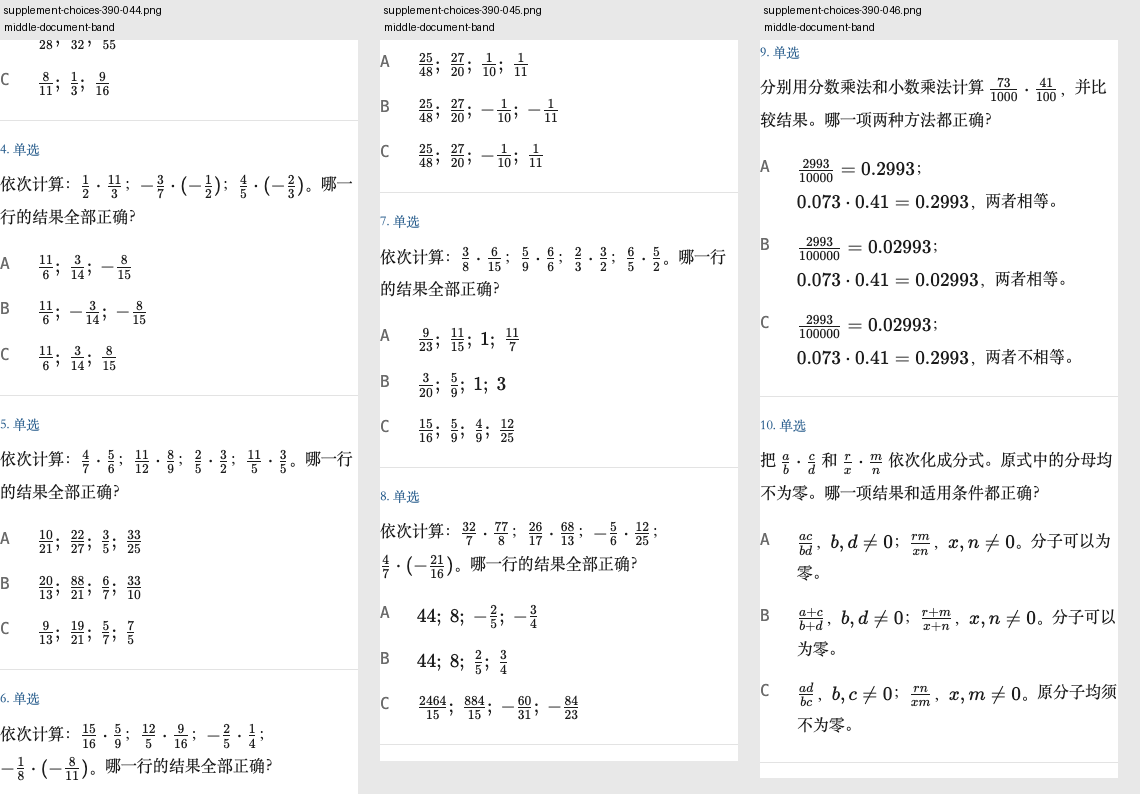 supplement-choices-390-044.png
middle-document-band
28; 32; 55
C 8/11; 1/3; 9/16
4. 单选
依次计算: 1/2 · 11/3; −3/7 · (−1/2); 4/5 · (−2/3)。哪一
行的结果全部正确?
A 11/6; 3/14; −8/15
B 11/6; −3/14; −8/15
C 11/6; 3/14; 8/15
5. 单选
依次计算: 4/7 · 5/6; 11/12 · 8/9; 2/5 · 3/2; 11/5 · 3/5。哪一行
的结果全部正确?
A 10/21; 22/27; 3/5; 33/25
B 20/13; 88/21; 6/7; 33/10
C 9/13; 19/21; 5/7; 7/5
6. 单选
依次计算: 15/16 · 5/9; 12/5 · 9/16; −2/5 · 1/4;
−1/8 · (−8/11)。哪一行的结果全部正确?
supplement-choices-390-045.png
middle-document-band
A 25/48; 27/20; 1/10; 1/11
B 25/48; 27/20; −1/10; −1/11
C 25/48; 27/20; −1/10; 1/11
7. 单选
依次计算: 3/8 · 6/15; 5/9 · 6/6; 2/3 · 3/2; 6/5 · 5/2。哪一行
的结果全部正确?
A 9/23; 11/15; 1; 11/7
B 3/20; 5/9; 1; 3
C 15/16; 5/9; 4/9; 12/25
8. 单选
依次计算: 32/7 · 77/8; 26/17 · 68/13; −5/6 · 12/25;
4/7 · (−21/16)。哪一行的结果全部正确?
A 44; 8; −2/5; −3/4
B 44; 8; 2/5; 3/4
C 2464/15; 884/15; −60/31; −84/23
supplement-choices-390-046.png
middle-document-band
9. 单选
分别用分数乘法和小数乘法计算 73/1000 · 41/100, 并比
较结果。哪一项两种方法都正确?
A 2993/10000 = 0.2993;
0.073 · 0.41 = 0.2993, 两者相等。
B 2993/100000 = 0.02993;
0.073 · 0.41 = 0.02993, 两者相等。
C 2993/100000 = 0.02993;
0.073 · 0.41 = 0.2993, 两者不相等。
10. 单选
把 a/b · c/d 和 r/x · m/n 依次化成分式。原式中的分母均
不为零。哪一项结果和适用条件都正确?
A ac/bd, b, d ≠ 0; rm/xn, x, n ≠ 0。分子可以为
零。
B a+c/b+d, b, d ≠ 0; r+m/x+n, x, n ≠ 0。分子可以
为零。
C ad/bc, b, c ≠ 0; rn/xm, x, m ≠ 0。原分子均须
不为零。